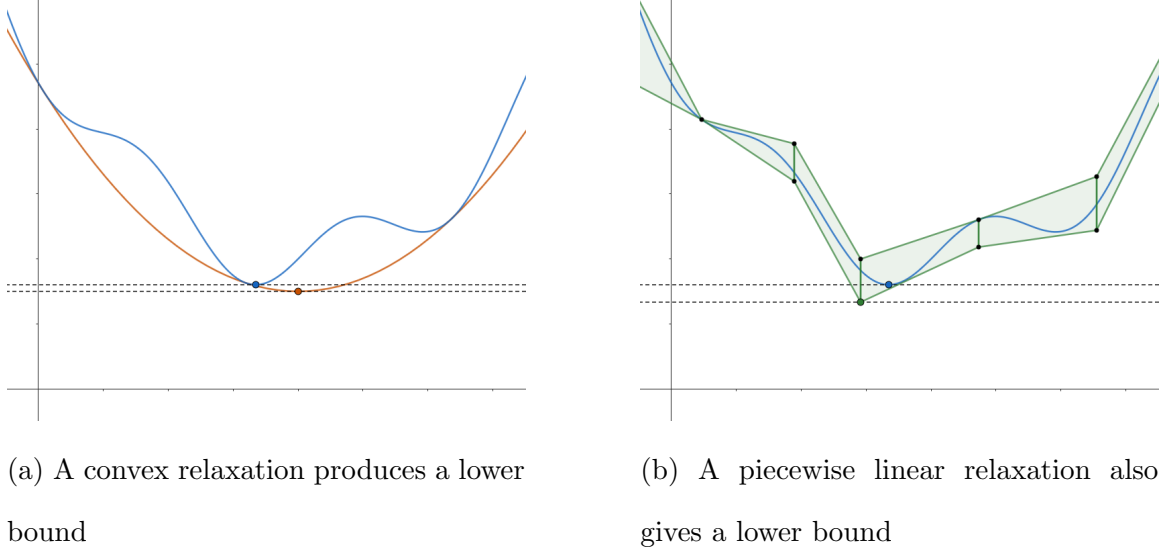 (a) A convex relaxation produces a lower
bound
(b) A piecewise linear relaxation also
gives a lower bound